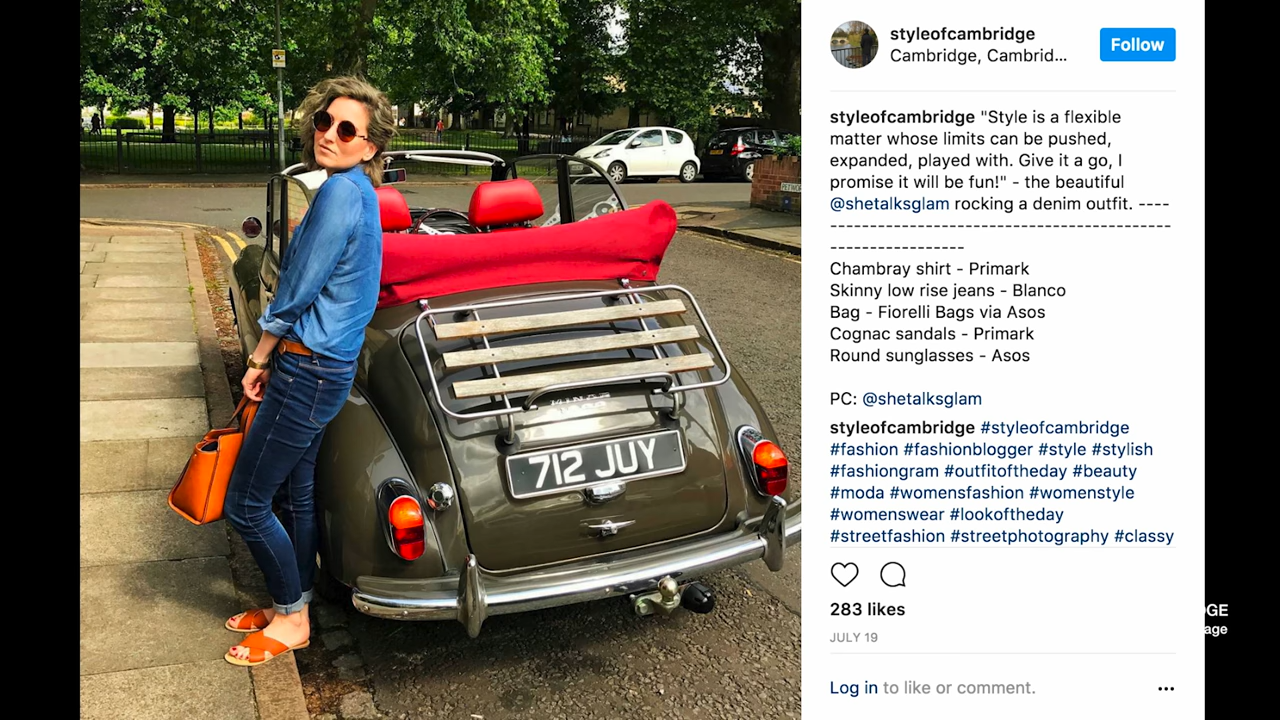 styleofcambridge
Cambridge, Cambrid...
Follow
styleofcambridge "Style is a flexible
matter whose limits can be pushed,
expanded, played with. Give it a go, I
promise it will be fun!" - the beautiful
@shetalksglam rocking a denim outfit. ----
-------------------------------------------
-----------------
Chambray shirt - Primark
Skinny low rise jeans - Blanco
Bag - Fiorelli Bags via Asos
Cognac sandals - Primark
Round sunglasses - Asos
PC: @shetalksglam
styleofcambridge #styleofcambridge
#fashion #fashionblogger #style #stylish
#fashiongram #outfitoftheday #beauty
#moda #womensfashion #womenstyle
#womenswear #lookoftheday
#streetfashion #streetphotography #classy
283 likes
JULY 19
Log in to like or comment.
...
MINOR
712 JUY
DGE
age